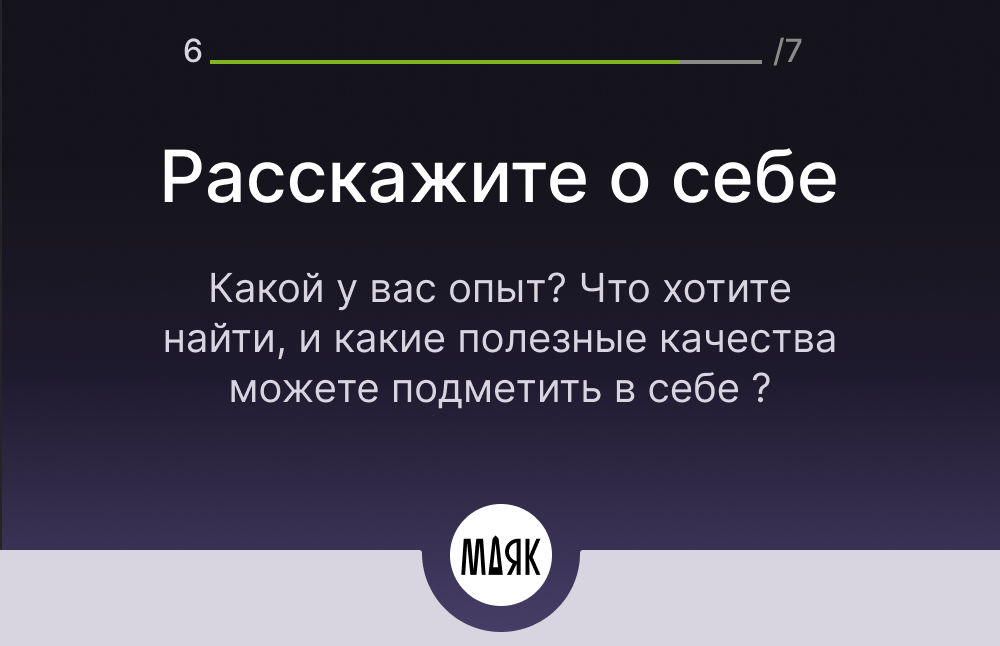 6 /7
Расскажите о себе
Какой у вас опыт? Что хотите
найти, и какие полезные качества
можете подметить в себе ?
МАЯК